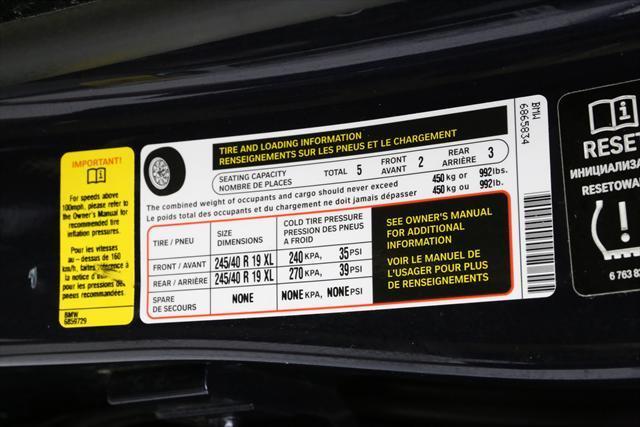 IMPORTANT!
For speeds above
100mph, please refer to
the Owner's Manual for
recommended tire
inflation pressures.
Pour les vitesses
au - dessus de 160
km/h, faites référence à
la notice d'
pour les pressions des
pneus recommandées
BMW
6859729
TIRE AND LOADING INFORMATION
RENSEIGNEMENTS SUR LES PNEUS ET LE CHARGEMENT
SEATING CAPACITY TOTAL 5 FRONT 2 REAR 3
NOMBRE DE PLACES AVANT ARRIÈRE
The combined weight of occupants and cargo should never exceed 450 kg or 992 lbs.
Le poids total des occupants et du chargement ne doit jamais dépasser 450 kg ou 992 lb.
TIRE / PNEU SIZE DIMENSIONS COLD TIRE PRESSURE PRESSION DES PNEUS A FROID
FRONT / AVANT 245/40 R 19 XL 240 KPA, 35 PSI
REAR / ARRIÈRE 245/40 R 19 XL 270 KPA, 39 PSI
SPARE NONE NONE KPA, NONE PSI
DE SECOURS
SEE OWNER'S MANUAL
FOR ADDITIONAL
INFORMATION
VOIR LE MANUEL DE
L'USAGER POUR PLUS
DE RENSEIGNEMENTS
BMW
6865834
RESE
ИНИЦИАЛИЗА
RESETOWA
6 763 8